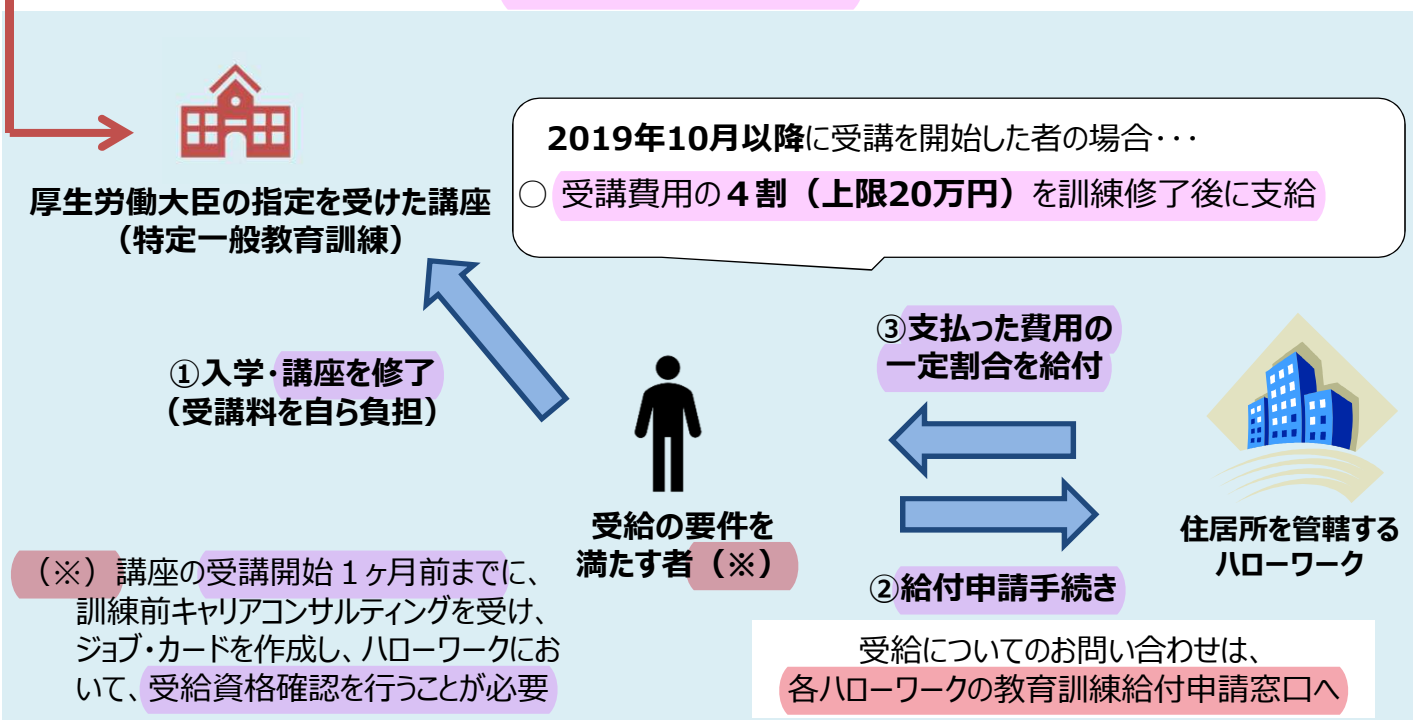 2019年10月以降に受講を開始した者の場合・・・
○ 受講費用の４割（上限20万円）を訓練修了後に支給
厚生労働大臣の指定を受けた講座
（特定一般教育訓練）
①入学・講座を修了
（受講料を自ら負担）
③支払った費用の
一定割合を給付
受給の要件を
満たす者（※）
②給付申請手続き
住居所を管轄する
ハローワーク
（※）講座の受講開始１ヶ月前までに、
訓練前キャリアコンサルティングを受け、
ジョブ・カードを作成し、ハローワークにお
いて、受給資格確認を行うことが必要
受給についてのお問い合わせは、
各ハローワークの教育訓練給付申請窓口へ